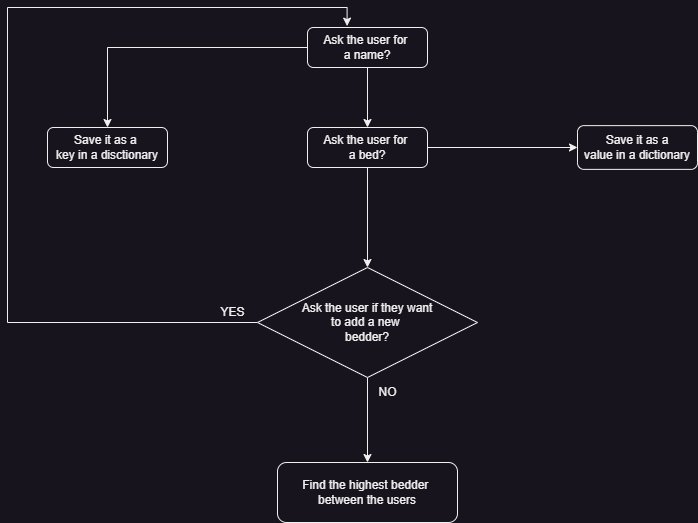 Ask the user for
a name?
Save it as a
key in a disctionary
Ask the user for
a bed?
Save it as a
value in a dictionary
YES
Ask the user if they want
to add a new
bedder?
NO
Find the highest bedder
between the users